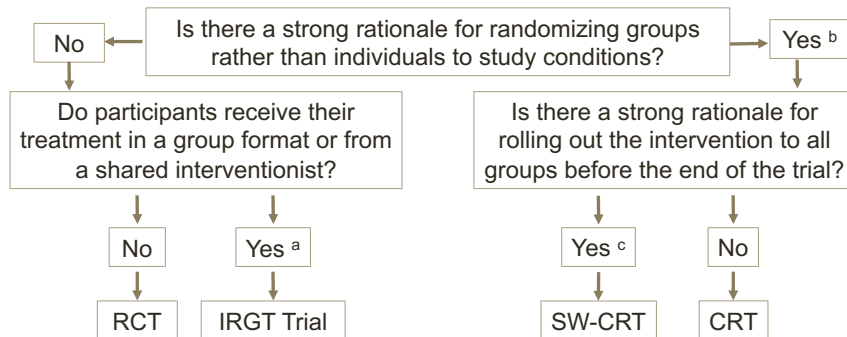 Is there a strong rationale for randomizing groups
rather than individuals to study conditions?
No
Yes ᵇ
Do participants receive their
treatment in a group format or from
a shared interventionist?
Is there a strong rationale for
rolling out the intervention to all
groups before the end of the trial?
No
Yes ᵃ
Yes ᶜ
No
RCT
IRGT Trial
SW-CRT
CRT